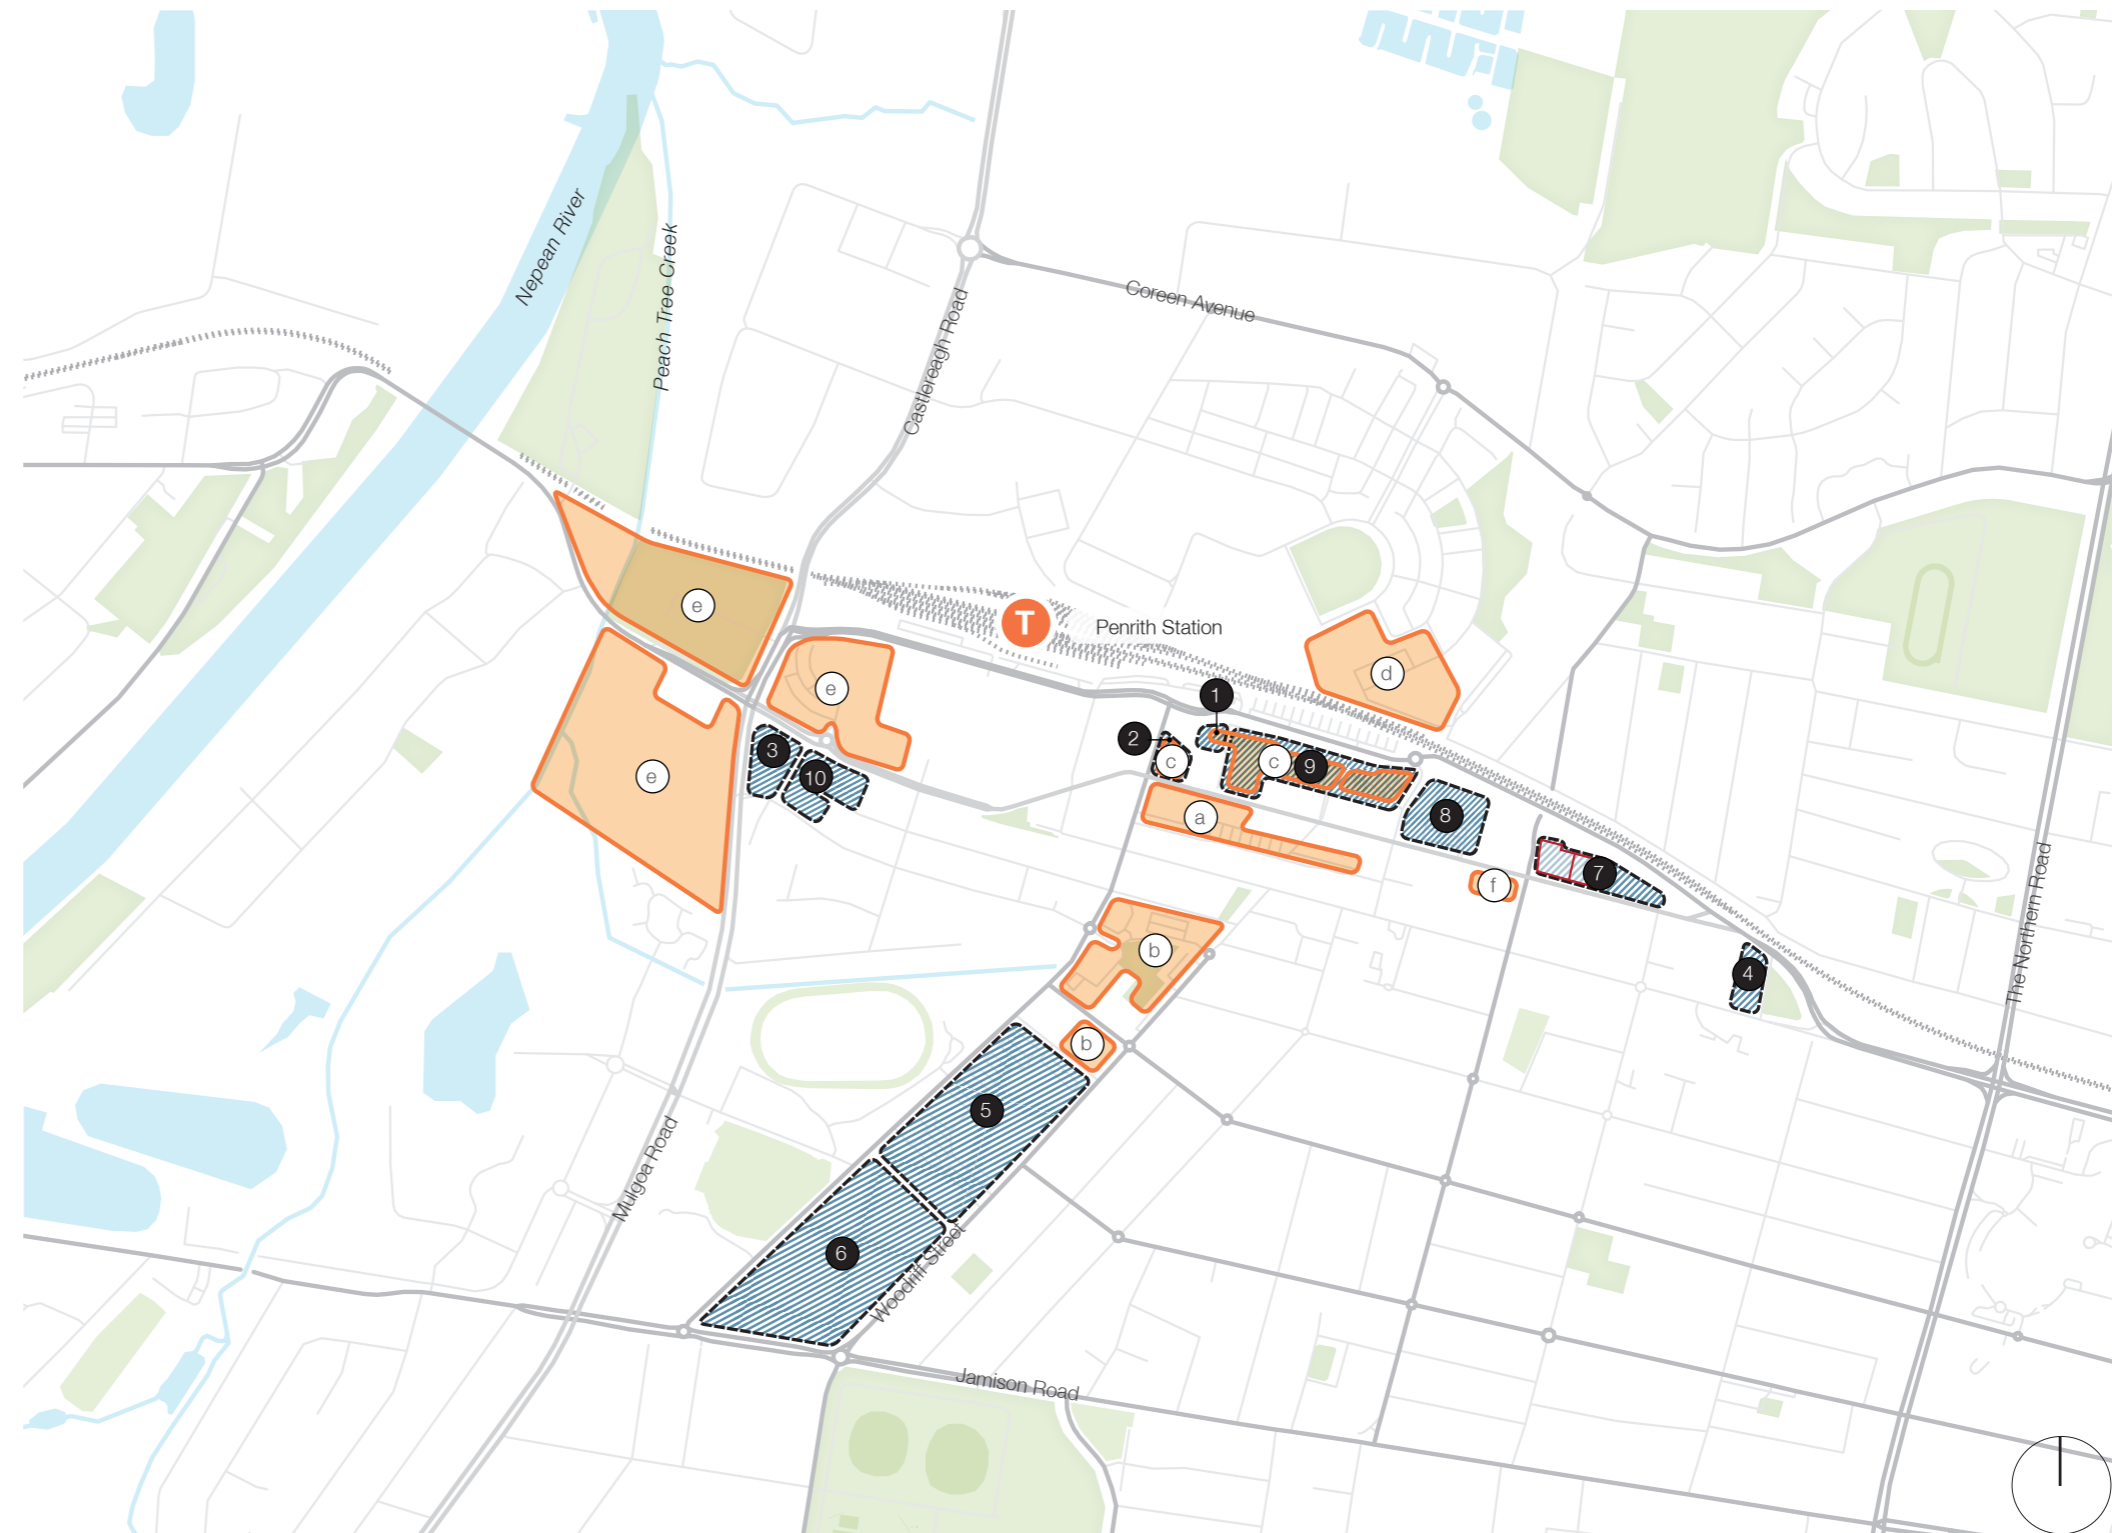 Nepean River
Peach Tree Creek
Castlereagh Road
Coreen Avenue
T
Penrith Station
e
d
e
1
2
c
c
9
3
10
e
a
8
7
f
b
4
The Northern Road
b
5
Mulgoa Road
6
Woodriff Street
Jamison Road